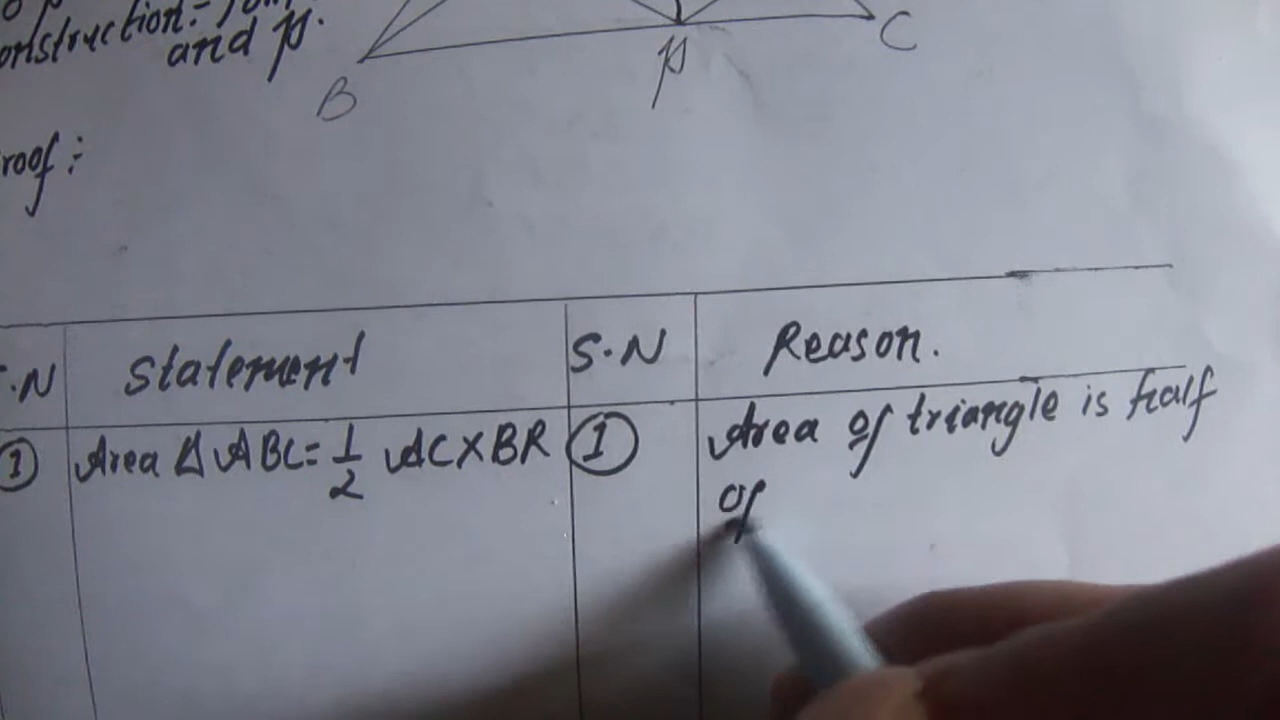 onstruction:- Join
and P.
B
P
C
roof:
S.N Statement S.N Reason.
① Area Δ ABC = 1/2 AC×BR ① Area of triangle is half
of